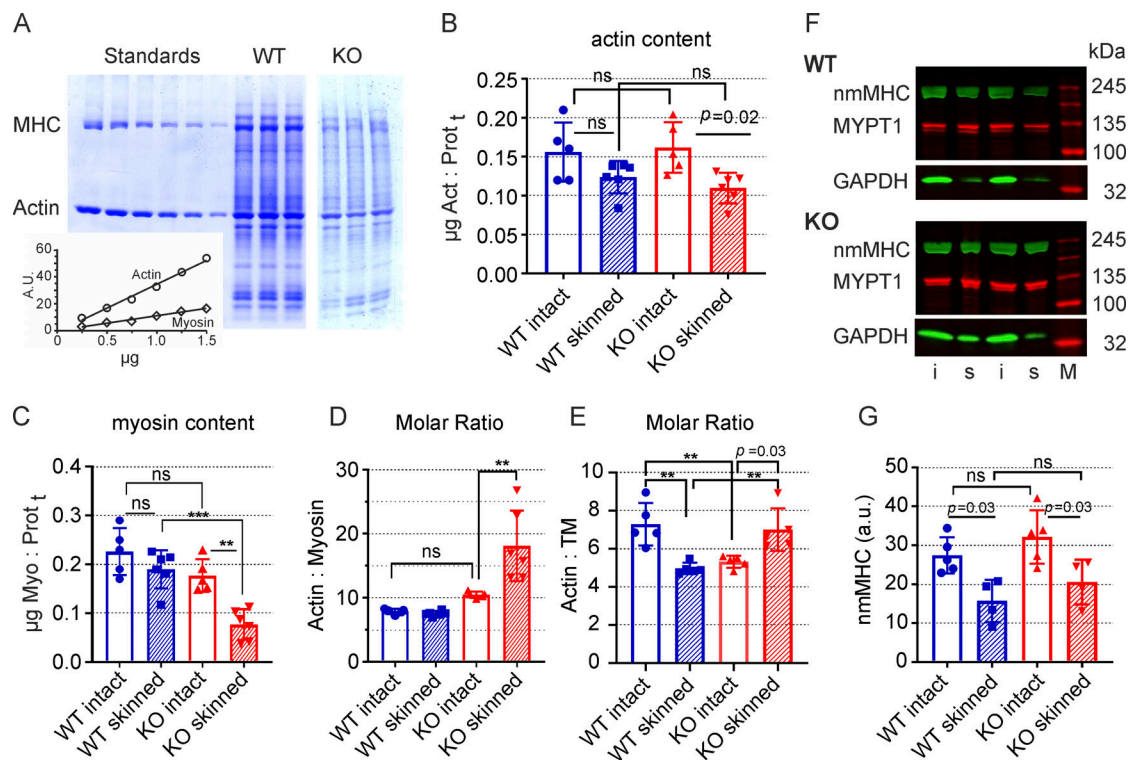 A
Standards
WT
KO
MHC
Actin
A.U.
60
40
20
0
Actin
Myosin
0
0.5
1.0
1.5
µg
B
actin content
µg Act : Prot t
0.25
0.20
0.15
0.10
0.05
0.00
ns
ns
ns
p=0.02
WT intact
WT skinned
KO intact
KO skinned
F
WT
kDa
nmMHC
245
MYPT1
135
100
GAPDH
32
KO
nmMHC
245
MYPT1
135
100
GAPDH
32
i s i s M
C
myosin content
µg Myo : Prot t
0.4
0.3
0.2
0.1
0.0
ns
ns
***
**
WT intact
WT skinned
KO intact
KO skinned
D
Molar Ratio
Actin : Myosin
30
20
10
0
ns
**
WT intact
WT skinned
KO intact
KO skinned
E
Molar Ratio
Actin : TM
10
8
6
4
2
0
p=0.03
**
**
**
WT intact
WT skinned
KO intact
KO skinned
G
nmMHC (a.u.)
50
40
30
20
10
0
ns
ns
p=0.03
p=0.03
WT intact
WT skinned
KO intact
KO skinned